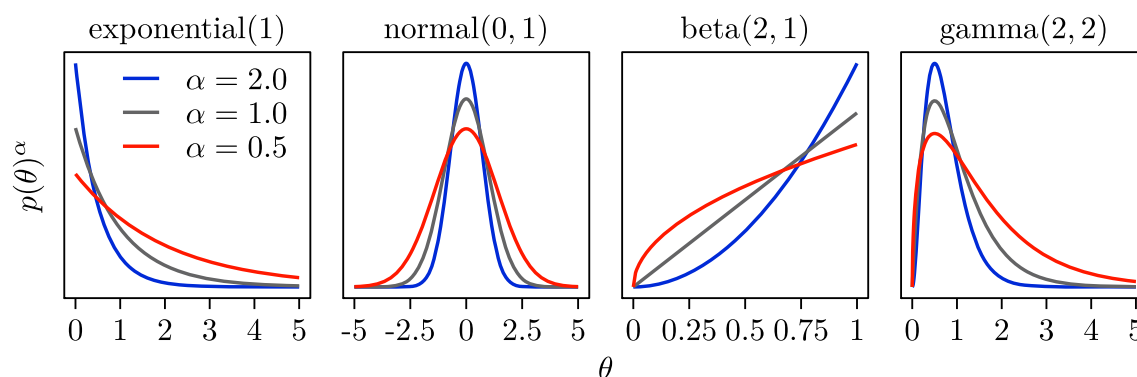 exponential(1)
normal(0, 1)
beta(2, 1)
gamma(2, 2)
α = 2.0
α = 1.0
α = 0.5
p(θ)^α
0 1 2 3 4 5
-5 -2.5 0 2.5 5
0 0.25 0.5 0.75 1
0 1 2 3 4 5
θ